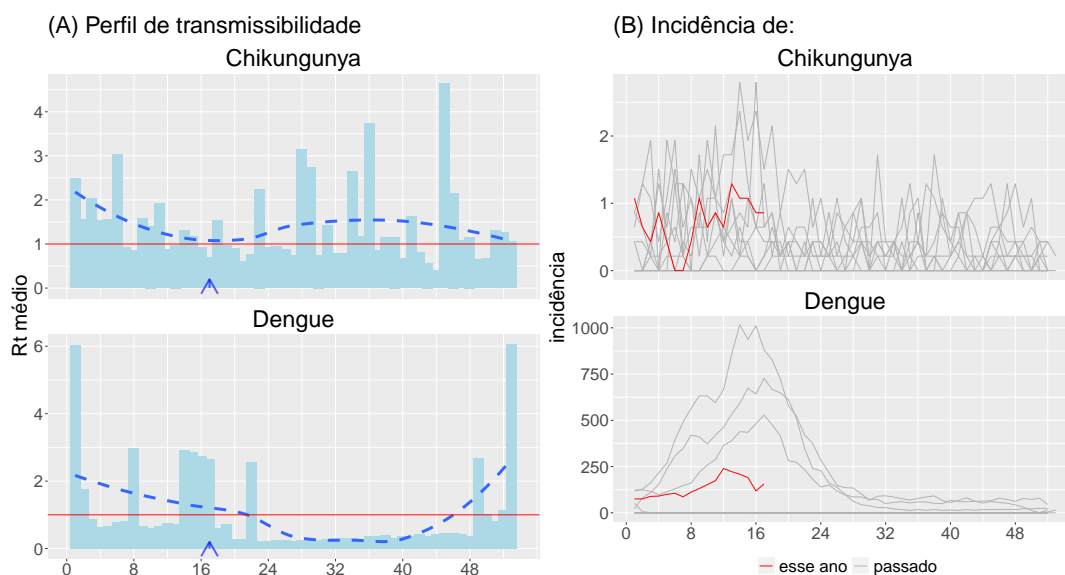 (A) Perfil de transmissibilidade
Chikungunya
4
3
2
1
0
Dengue
6
4
2
0
0 8 16 24 32 40 48
Rt médio
(B) Incidência de:
Chikungunya
2
1
0
Dengue
1000
750
500
250
0
0 8 16 24 32 40 48
incidência
esse ano passado